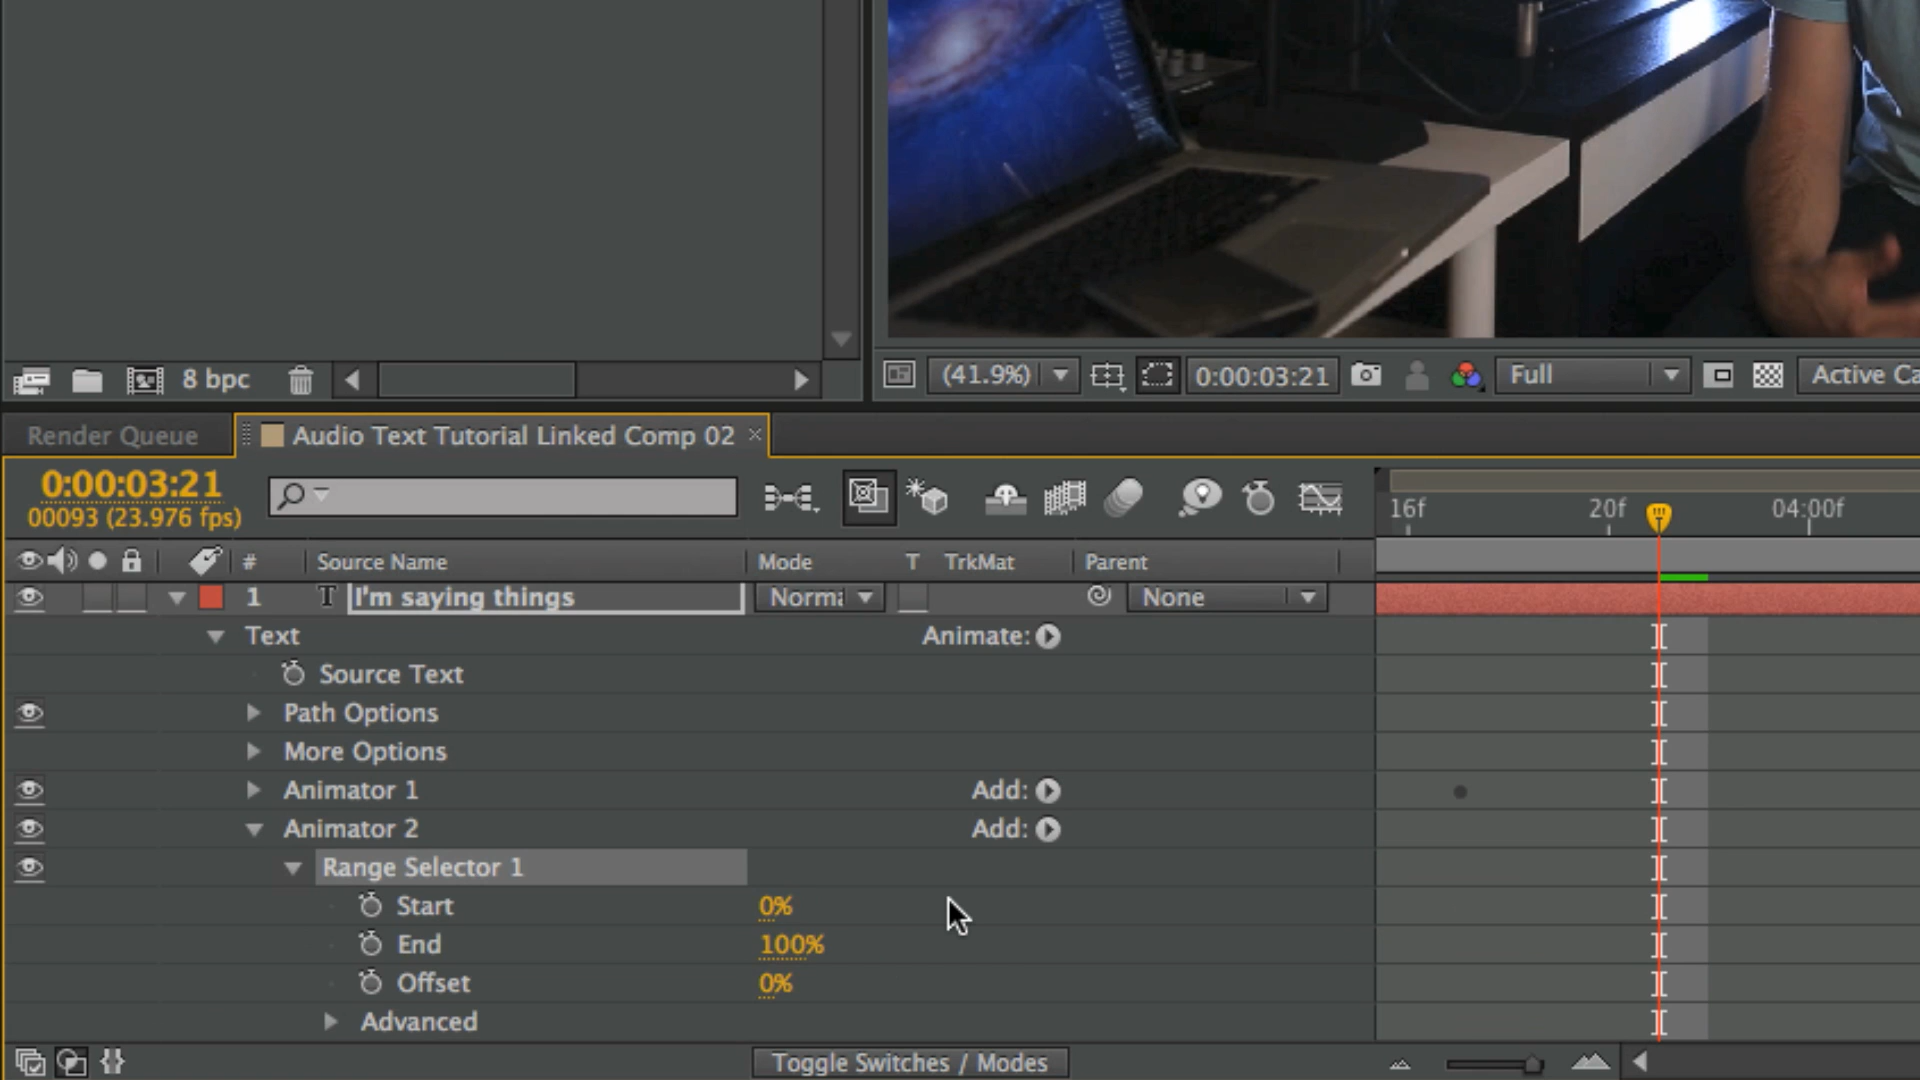 8 bpc
(41.9%)
0:00:03:21
Full
Active Ca
Render Queue
Audio Text Tutorial Linked Comp 02
0:00:03:21
00093 (23.976 fps)
16f
20f
04:00f
#
Source Name
Mode
T
TrkMat
Parent
1
T
I'm saying things
Norma
None
Text
Animate:
Source Text
Path Options
More Options
Animator 1
Add:
Animator 2
Add:
Range Selector 1
Start
0%
End
100%
Offset
0%
Advanced
Toggle Switches / Modes